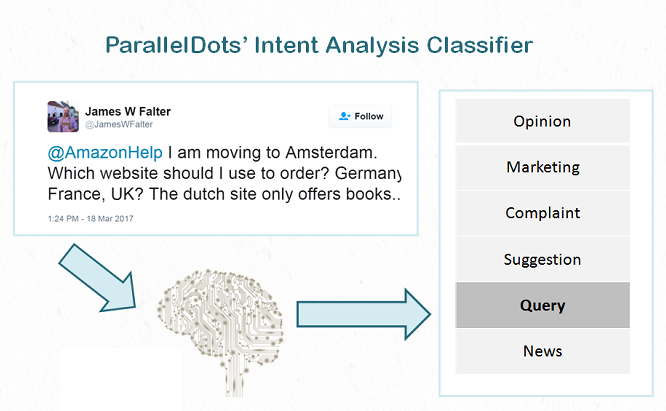 ParallelDots' Intent Analysis Classifier
James W Falter
@JamesWFalter
Follow
@AmazonHelp I am moving to Amsterdam.
Which website should I use to order? Germany
France, UK? The dutch site only offers books..
1:24 PM - 18 Mar 2017
Opinion
Marketing
Complaint
Suggestion
Query
News